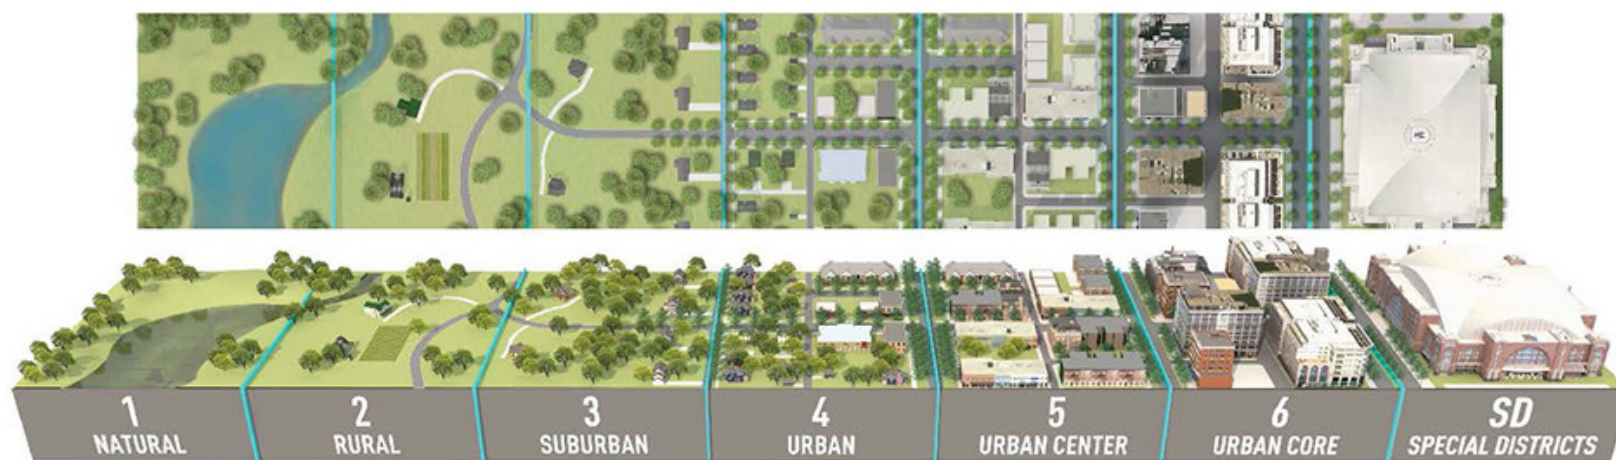 1
NATURAL
2
RURAL
3
SUBURBAN
4
URBAN
5
URBAN CENTER
6
URBAN CORE
SD
SPECIAL DISTRICTS